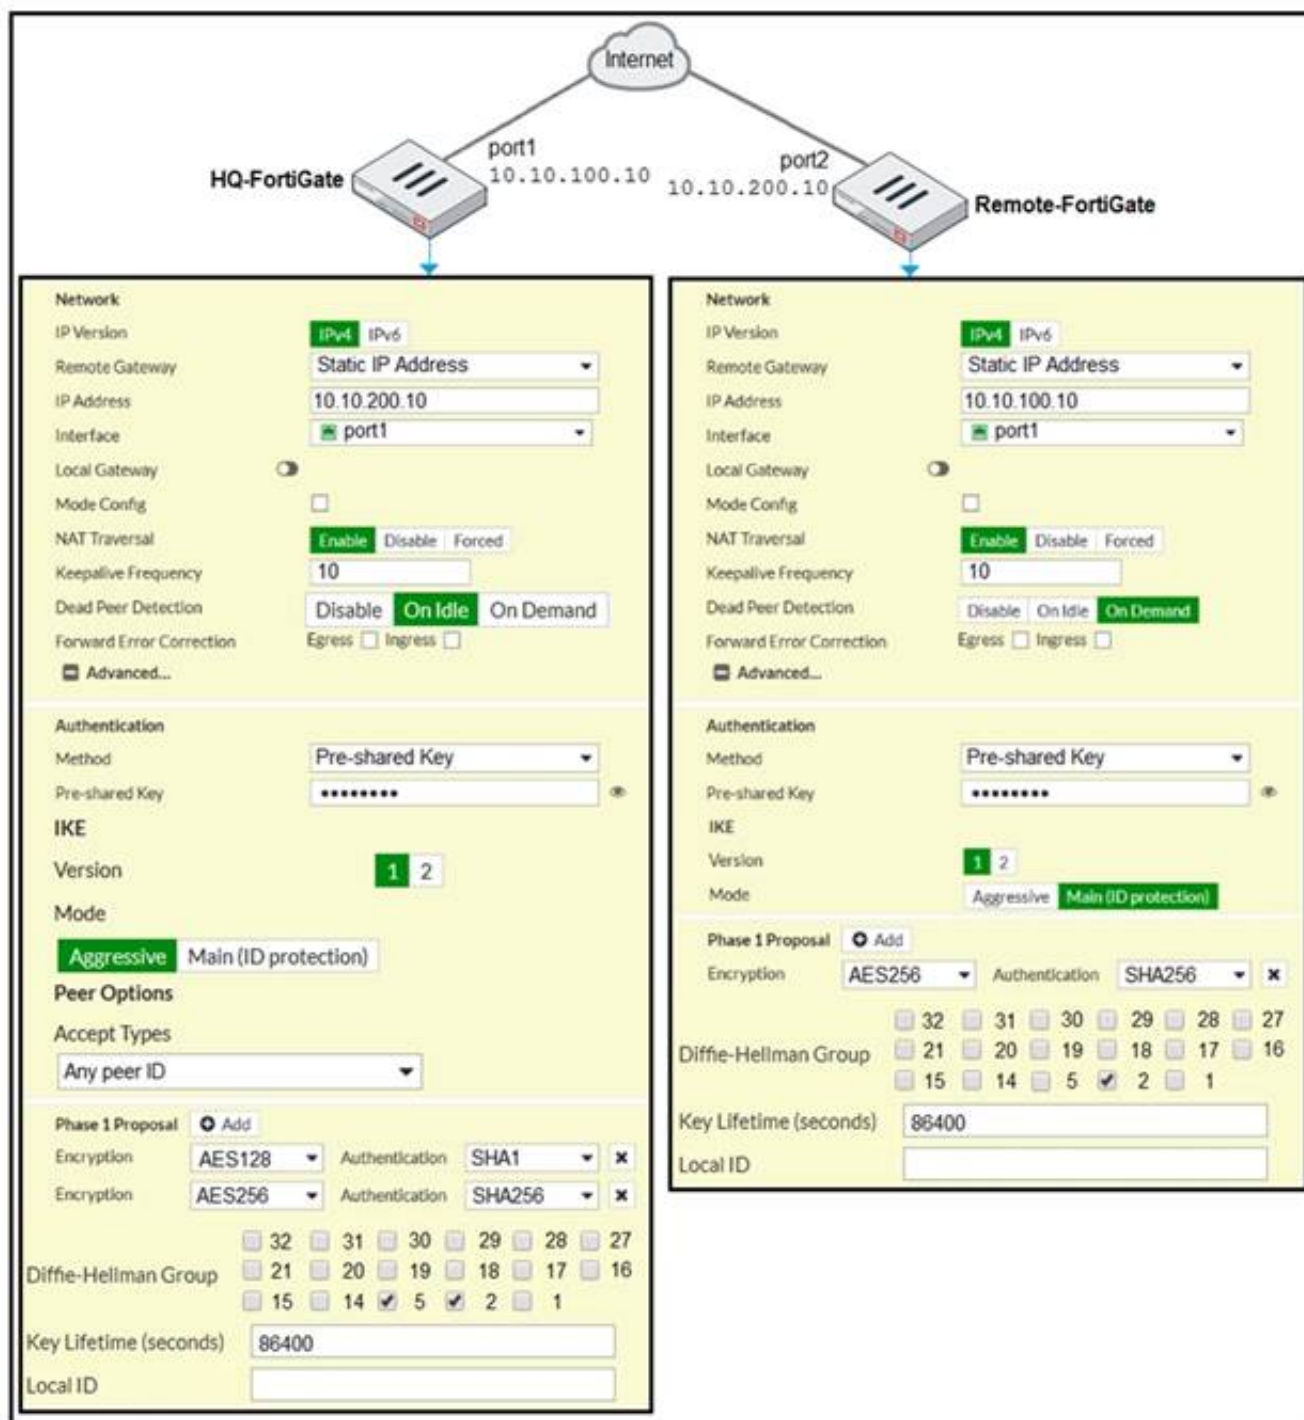 Internet
port1
10.10.100.10
HQ-FortiGate
port2
10.10.200.10
Remote-FortiGate
Network
IP Version IPv4 IPv6
Remote Gateway Static IP Address
IP Address 10.10.200.10
Interface port1
Local Gateway
Mode Config
NAT Traversal Enable Disable Forced
Keepalive Frequency 10
Dead Peer Detection Disable On Idle On Demand
Forward Error Correction Egress Ingress
Advanced...
Authentication
Method Pre-shared Key
Pre-shared Key ••••••••
IKE
Version 1 2
Mode
Aggressive Main (ID protection)
Peer Options
Accept Types
Any peer ID
Phase 1 Proposal Add
Encryption AES128 Authentication SHA1
Encryption AES256 Authentication SHA256
32 31 30 29 28 27
Diffie-Hellman Group 21 20 19 18 17 16
15 14 5 2 1
Key Lifetime (seconds) 86400
Local ID
Network
IP Version IPv4 IPv6
Remote Gateway Static IP Address
IP Address 10.10.100.10
Interface port1
Local Gateway
Mode Config
NAT Traversal Enable Disable Forced
Keepalive Frequency 10
Dead Peer Detection Disable On Idle On Demand
Forward Error Correction Egress Ingress
Advanced...
Authentication
Method Pre-shared Key
Pre-shared Key ••••••••
IKE
Version 1 2
Mode Aggressive Main (ID protection)
Phase 1 Proposal Add
Encryption AES256 Authentication SHA256
32 31 30 29 28 27
Diffie-Hellman Group 21 20 19 18 17 16
15 14 5 2 1
Key Lifetime (seconds) 86400
Local ID